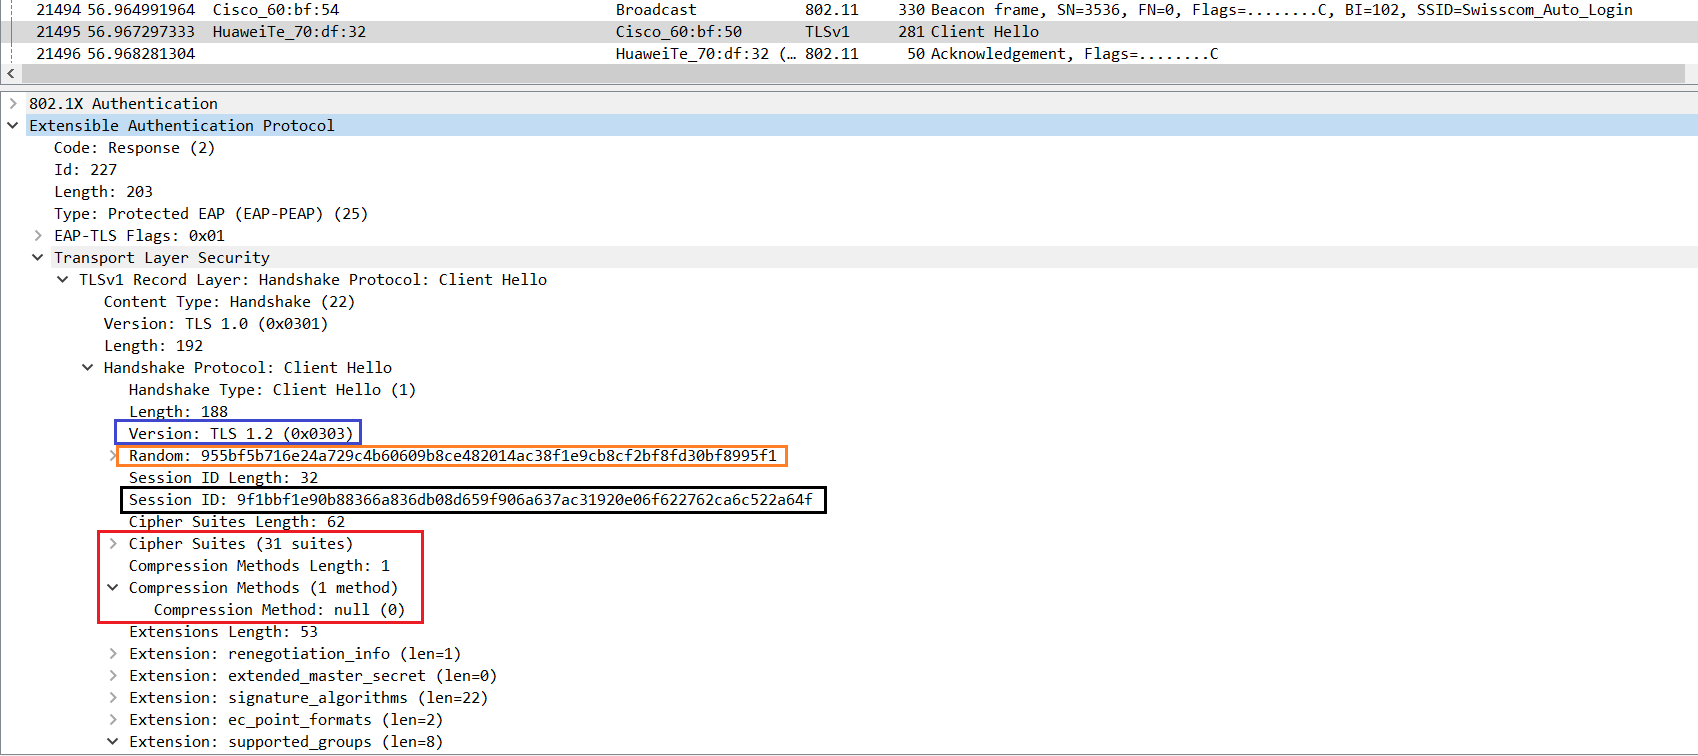 21494 56.964991964 Cisco_60:bf:54 Broadcast 802.11 330 Beacon frame, SN=3536, FN=0, Flags=........C, BI=102, SSID=Swisscom_Auto_Login
21495 56.967297333 HuaweiTe_70:df:32 Cisco_60:bf:50 TLSv1 281 Client Hello
21496 56.968281304 HuaweiTe_70:df:32 (… 802.11 50 Acknowledgement, Flags=........C
802.1X Authentication
Extensible Authentication Protocol
Code: Response (2)
Id: 227
Length: 203
Type: Protected EAP (EAP-PEAP) (25)
EAP-TLS Flags: 0x01
Transport Layer Security
TLSv1 Record Layer: Handshake Protocol: Client Hello
Content Type: Handshake (22)
Version: TLS 1.0 (0x0301)
Length: 192
Handshake Protocol: Client Hello
Handshake Type: Client Hello (1)
Length: 188
Version: TLS 1.2 (0x0303)
Random: 955bf5b716e24a729c4b60609b8ce482014ac38f1e9cb8cf2bf8fd30bf8995f1
Session ID Length: 32
Session ID: 9f1bbf1e90b88366a836db08d659f906a637ac31920e06f622762ca6c522a64f
Cipher Suites Length: 62
Cipher Suites (31 suites)
Compression Methods Length: 1
Compression Methods (1 method)
Compression Method: null (0)
Extensions Length: 53
Extension: renegotiation_info (len=1)
Extension: extended_master_secret (len=0)
Extension: signature_algorithms (len=22)
Extension: ec_point_formats (len=2)
Extension: supported_groups (len=8)